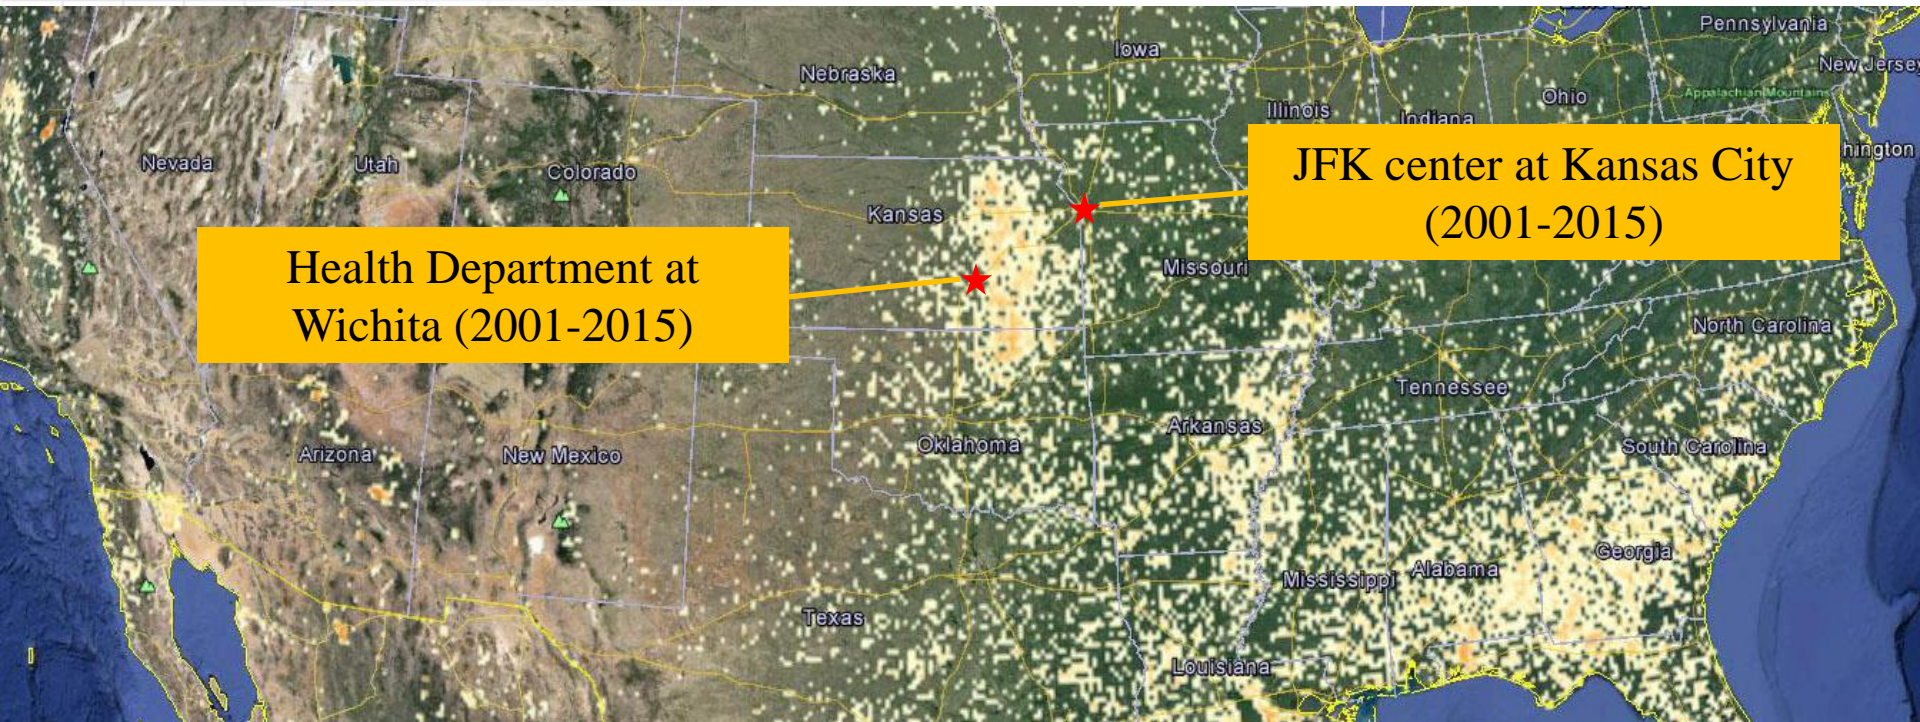 Pennsylvania
Iowa
New Jersey
Nebraska
Ohio
Appalachian Mountains
Illinois
Indiana
JFK center at Kansas City
(2001-2015)
hington
Nevada
Utah
Colorado
Kansas
Health Department at
Wichita (2001-2015)
Missouri
North Carolina
Tennessee
Arkansas
Oklahoma
South Carolina
Arizona
New Mexico
Georgia
Alabama
Mississippi
Texas
Louisiana